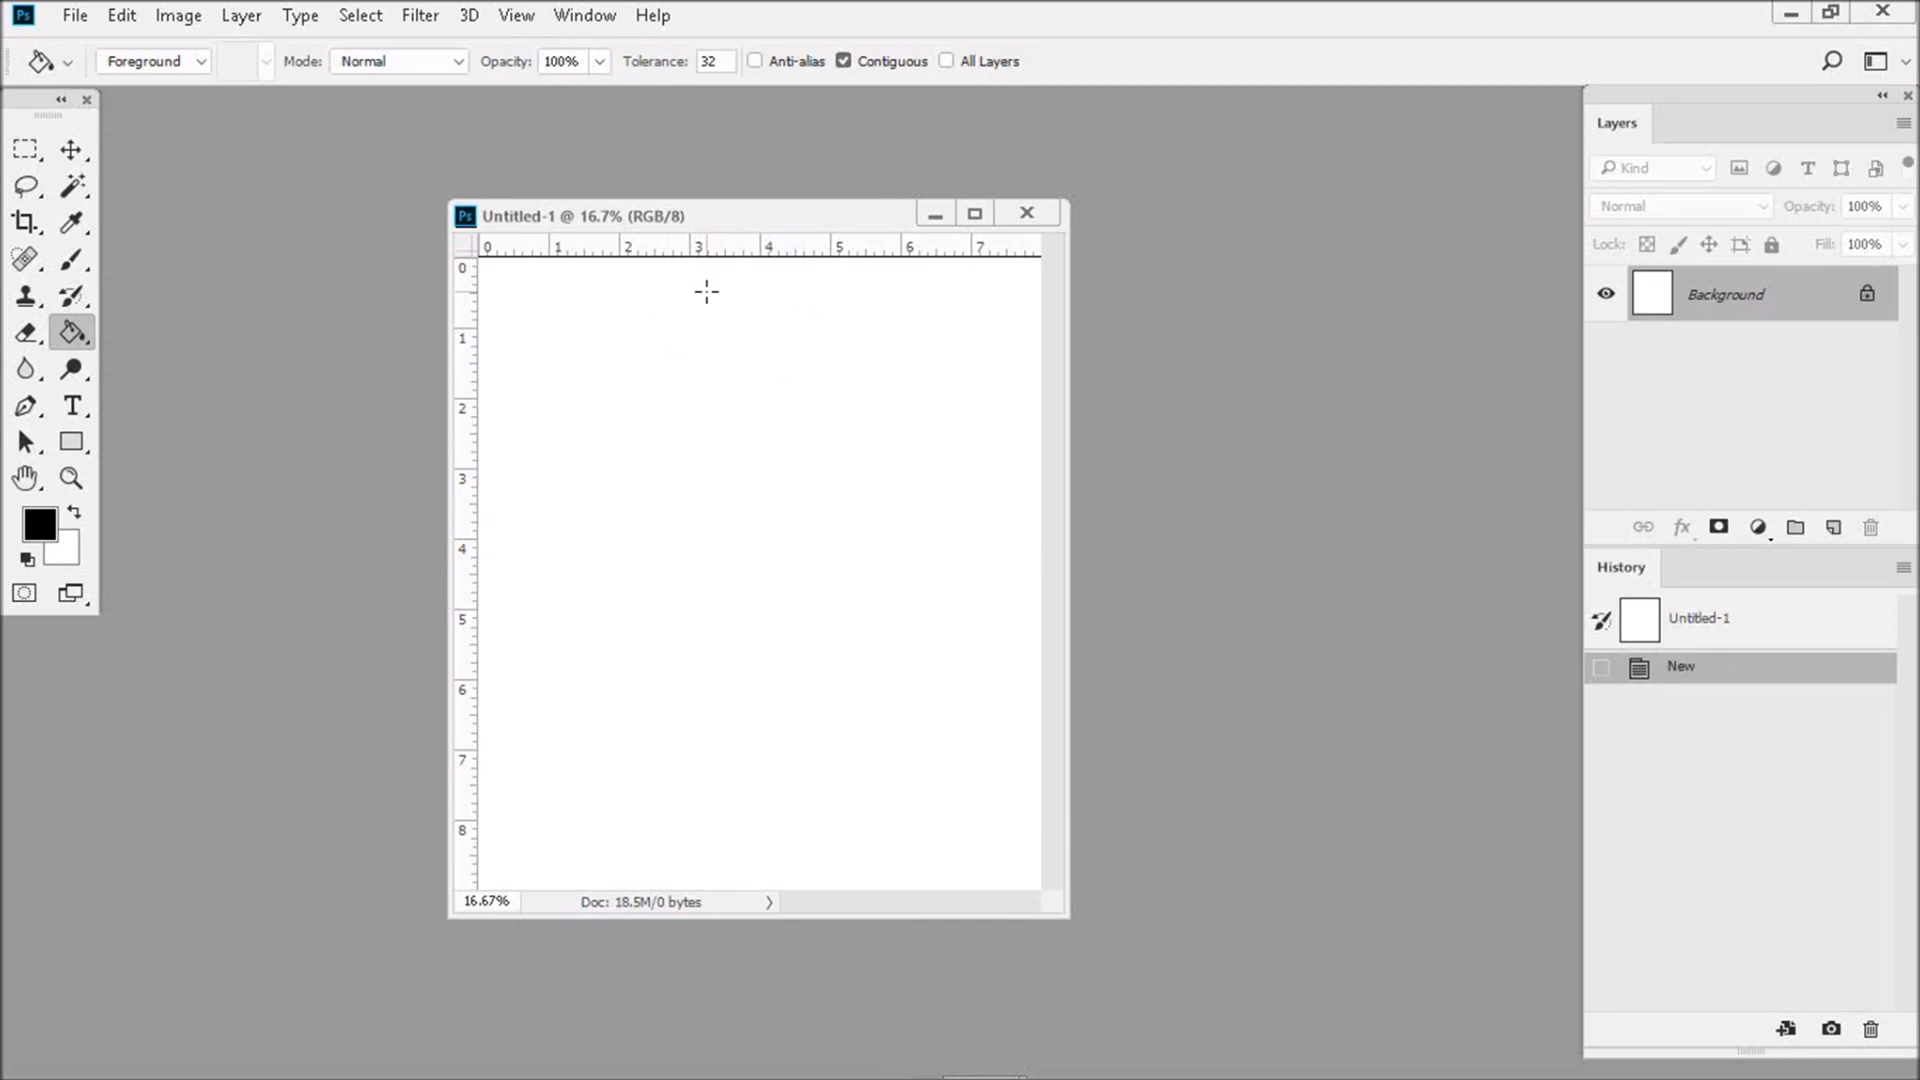 Ps File Edit Image Layer Type Select Filter 3D View Window Help
Foreground Mode: Normal Opacity: 100% Tolerance: 32 Anti-alias Contiguous All Layers
Layers
Kind T
Normal Opacity: 100%
Lock: Fill: 100%
Background
fx
History
Untitled-1
New
T
Ps Untitled-1 @ 16.7% (RGB/8)
0 1 2 3 4 5 6 7
0
1
2
3
4
5
6
7
8
16.67% Doc: 18.5M/0 bytes